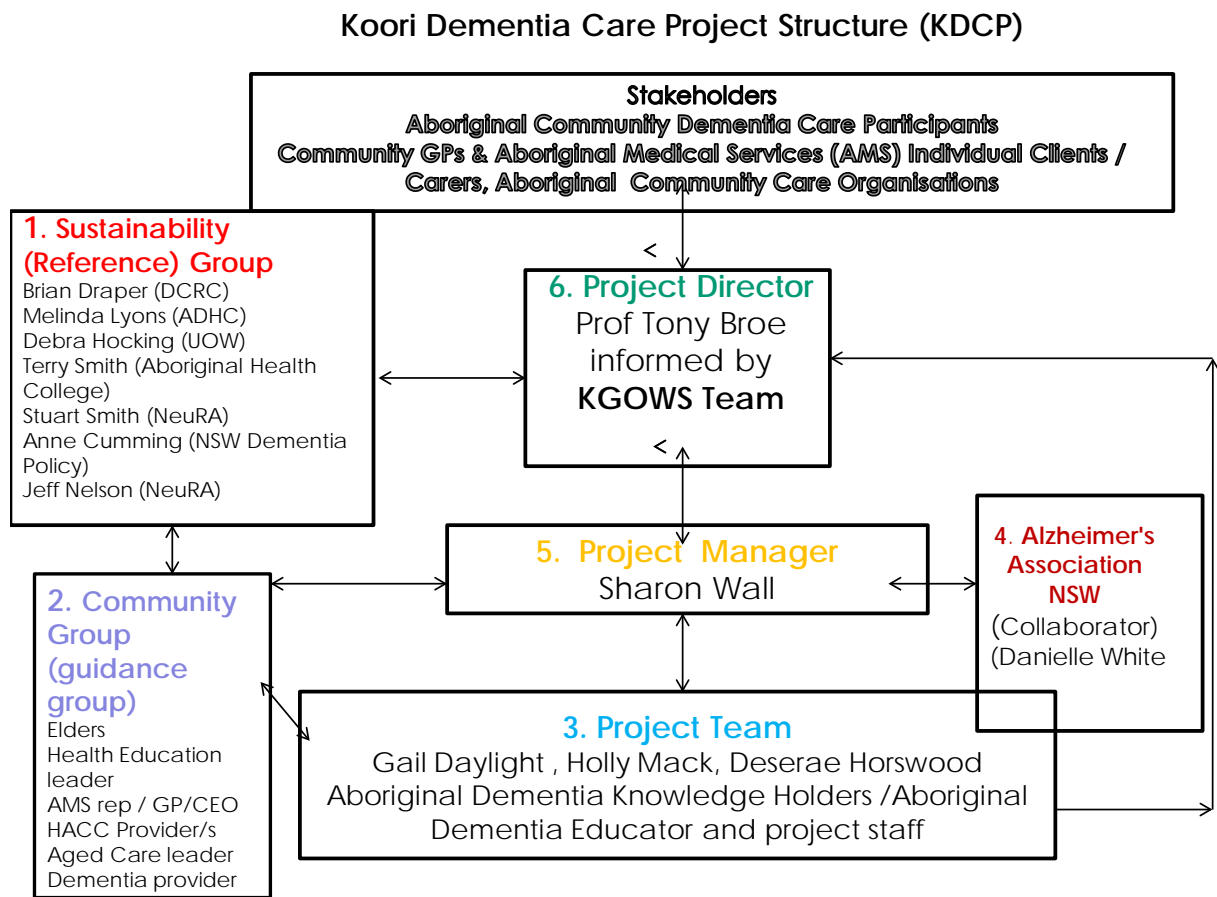 Koori Dementia Care Project Structure (KDCP)
Stakeholders
Aboriginal Community Dementia Care Participants
Community GPs & Aboriginal Medical Services (AMS) Individual Clients /
Carers, Aboriginal Community Care Organisations
1. Sustainability
(Reference) Group
Brian Draper (DCRC)
Melinda Lyons (ADHC)
Debra Hocking (UOW)
Terry Smith (Aboriginal Health
College)
Stuart Smith (NeuRA)
Anne Cumming (NSW Dementia
Policy)
Jeff Nelson (NeuRA)
<
6. Project Director
Prof Tony Broe
informed by
KGOWS Team
<
5. Project Manager
Sharon Wall
4. Alzheimer's
Association
NSW
(Collaborator)
(Danielle White
2. Community
Group
(guidance
group)
Elders
Health Education
leader
AMS rep / GP/CEO
HACC Provider/s
Aged Care leader
Dementia provider
3. Project Team
Gail Daylight , Holly Mack, Deserae Horswood
Aboriginal Dementia Knowledge Holders /Aboriginal
Dementia Educator and project staff